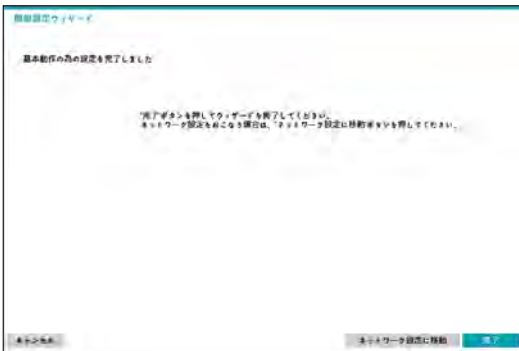 簡単設定ウィザード
基本動作の為の設定を完了しました
"完了"ボタンを押してウィザードを終了してください。
ネットワーク設定をおこなう場合は、"ネットワーク設定に移動"ボタンを押してください。
キャンセル
ネットワーク設定に移動
完了